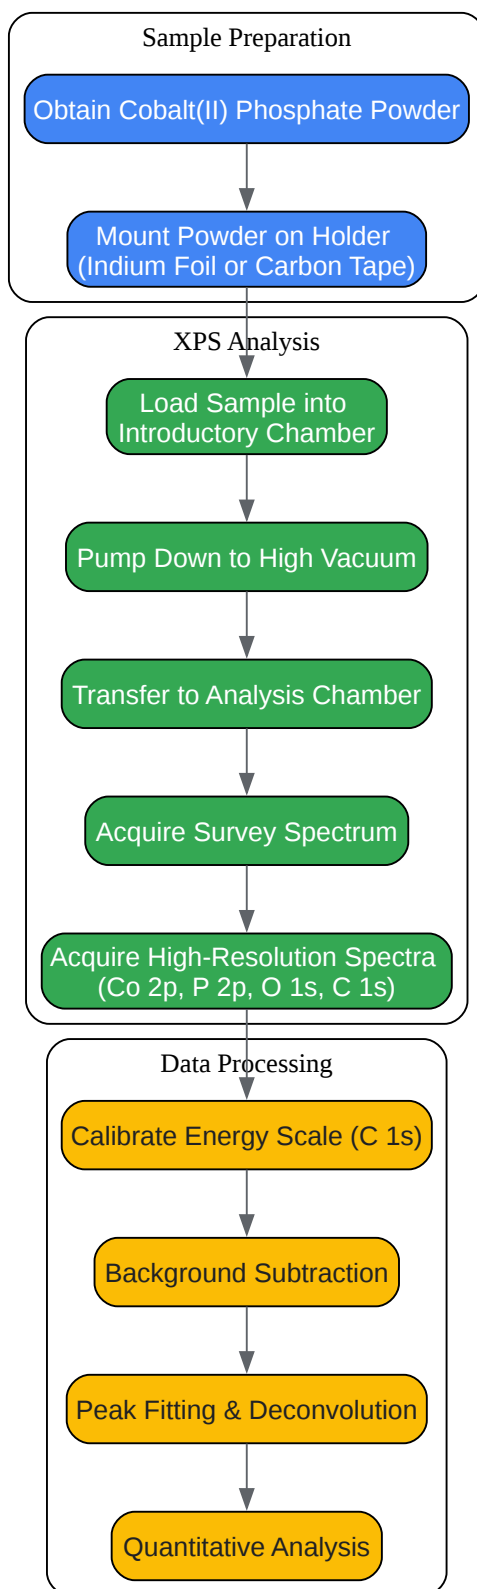 Sample Preparation
Obtain Cobalt(II) Phosphate Powder
Mount Powder on Holder
(Indium Foil or Carbon Tape)
XPS Analysis
Load Sample into
Introductory Chamber
Pump Down to High Vacuum
Transfer to Analysis Chamber
Acquire Survey Spectrum
Acquire High-Resolution Spectra
(Co 2p, P 2p, O 1s, C 1s)
Data Processing
Calibrate Energy Scale (C 1s)
Background Subtraction
Peak Fitting & Deconvolution
Quantitative Analysis